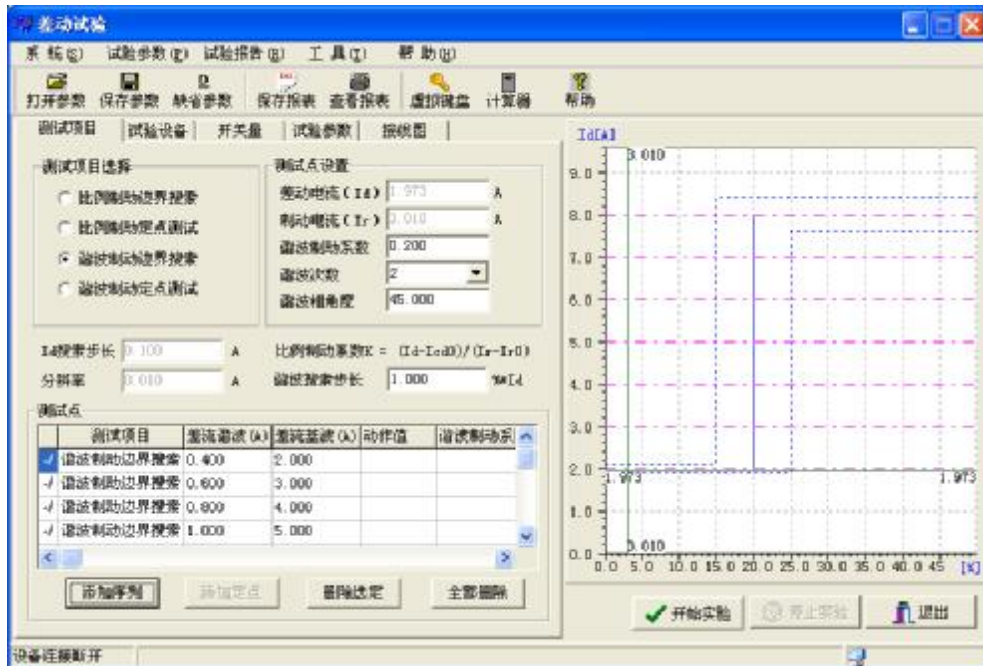 差动试验
系 统(S) 试验参数(P) 试验报告(R) 工 具(T) 帮 助(H)
打开参数 保存参数 缺省参数 保存报表 查看报表 虚拟键盘 计算器 帮助
测试项目 试验设备 开关量 试验参数 接线图
测试项目选择
比例制动边界搜索
比例制动定点测试
谐波制动边界搜索
谐波制动定点测试
测试点设置
差动电流(Id) 1.973 A
制动电流(Ir) 3.010 A
谐波制动系数 0.200
谐波次数 2
谐波相角度 45.000
Id搜索步长 0.100 A 比例制动系数K = (Id-Icd0)/(Ir-Ir0)
分辨率 0.010 A 谐波搜索步长 1.000 %*Id
测试点
测试项目 差流谐波(A) 差流基波(A) 动作值 谐波制动系
谐波制动边界搜索 0.400 2.000
谐波制动边界搜索 0.600 3.000
谐波制动边界搜索 0.800 4.000
谐波制动边界搜索 1.000 5.000
添加序列 添加定点 删除选定 全部删除
Id[A]
3.010
9.0
8.0
7.0
6.0
5.0
4.0
3.0
2.0
1.973 1.973
1.0
3.010
0.0
0.0 5.0 10.0 15.0 20.0 25.0 30.0 35.0 40.0 45 [%]
开始实验 停止实验 退出
设备连接断开